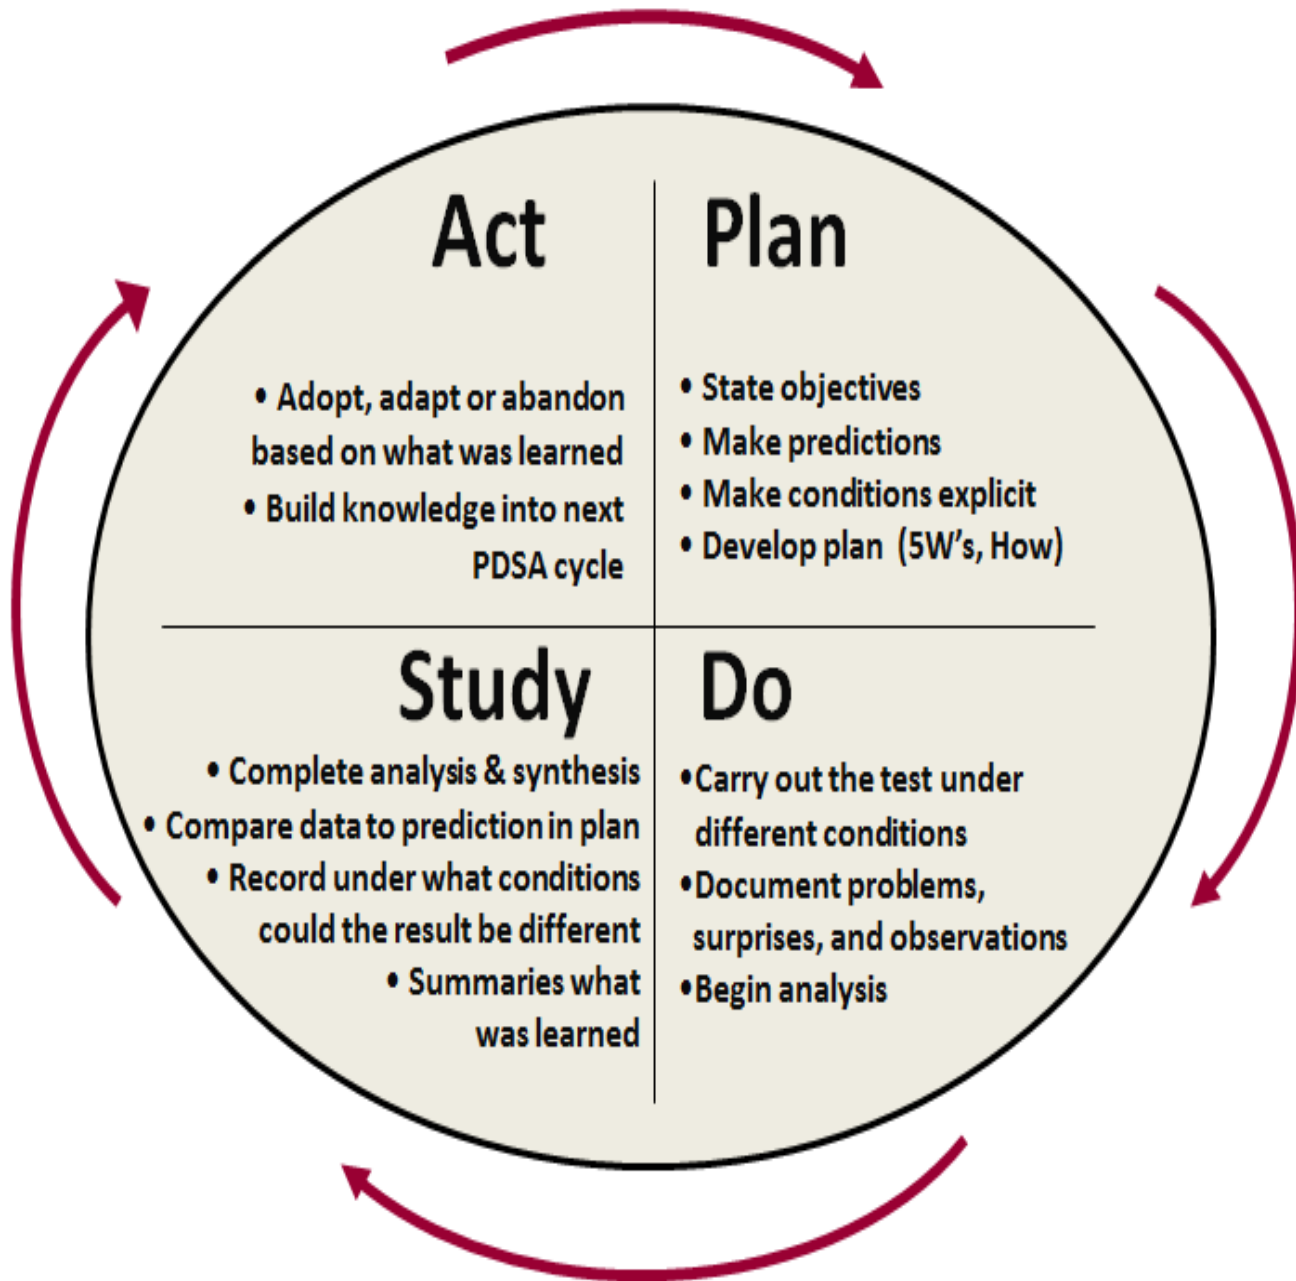 Act
• Adopt, adapt or abandon
based on what was learned
• Build knowledge into next
PDSA cycle
Plan
• State objectives
• Make predictions
• Make conditions explicit
• Develop plan (5W's, How)
Study
• Complete analysis & synthesis
• Compare data to prediction in plan
• Record under what conditions
could the result be different
• Summaries what
was learned
Do
•Carry out the test under
different conditions
•Document problems,
surprises, and observations
•Begin analysis